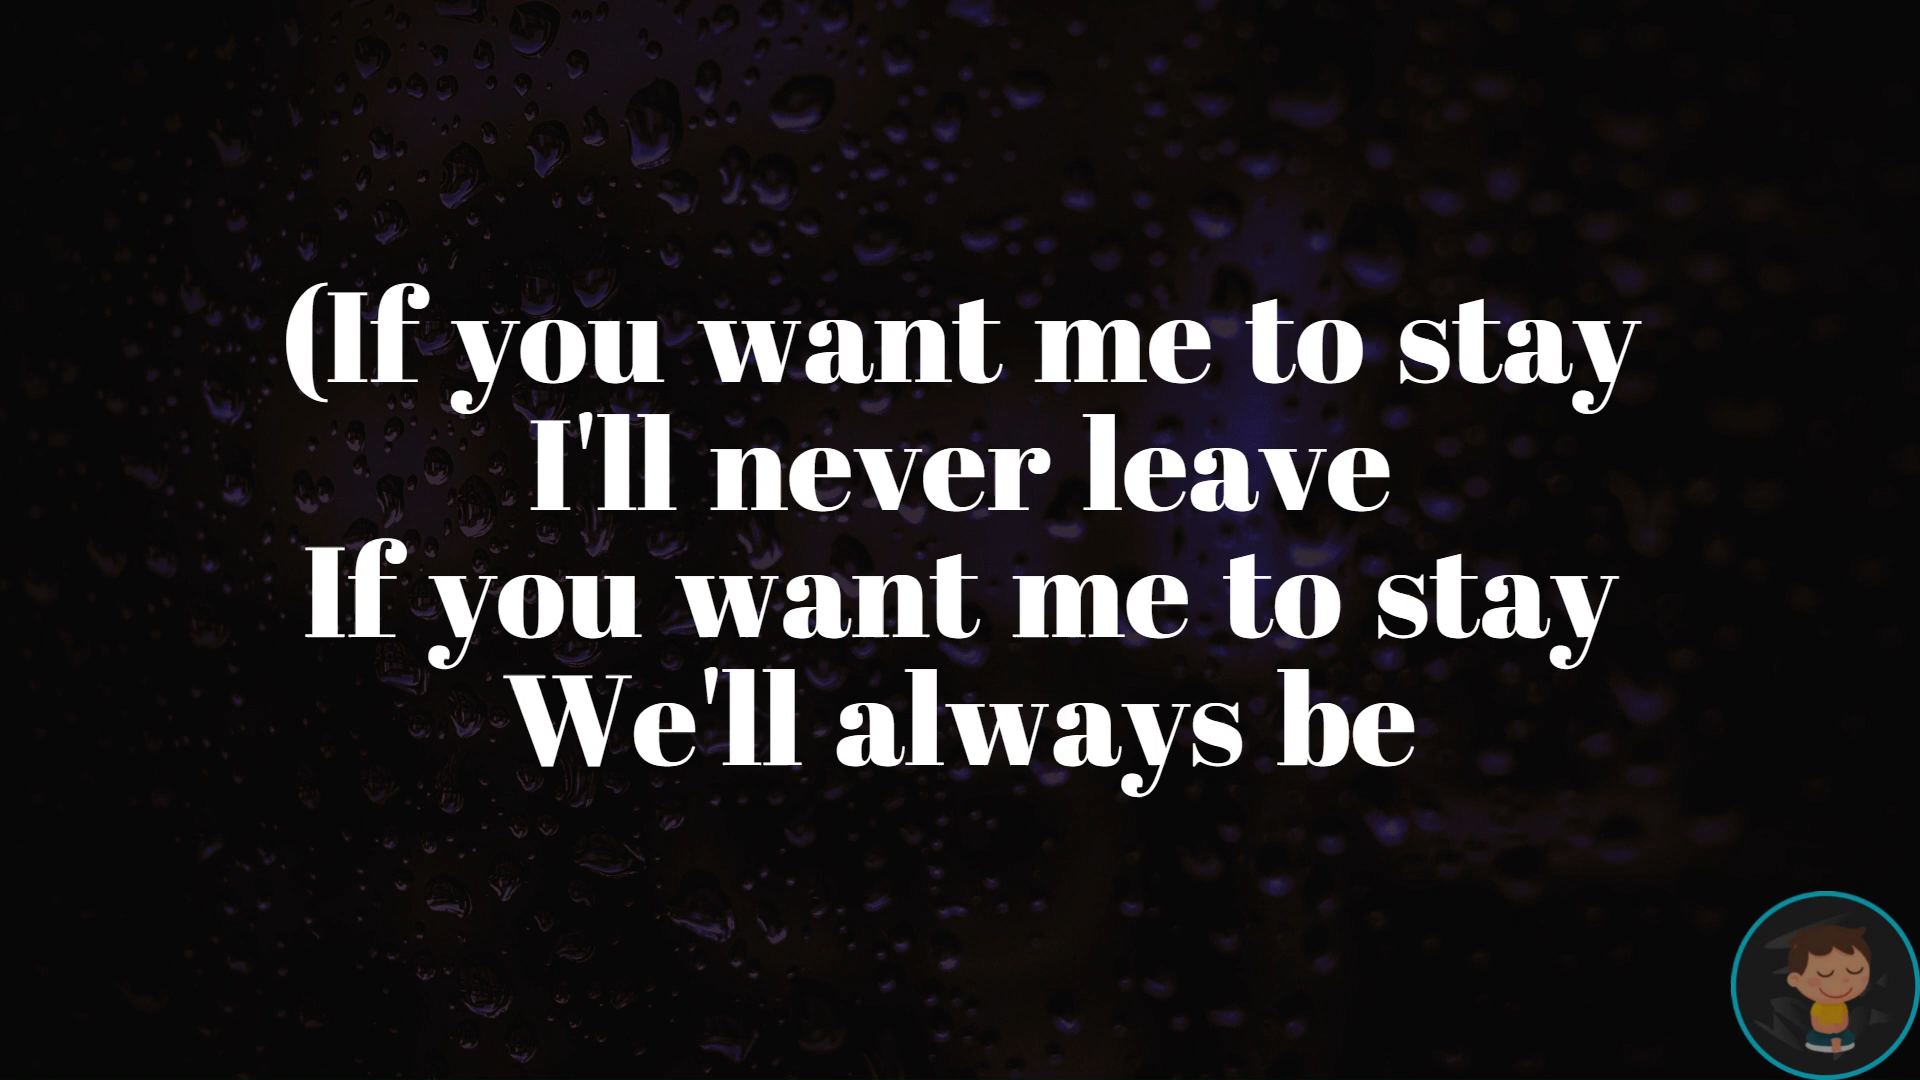 (If you want me to stay
I'll never leave
If you want me to stay
We'll always be